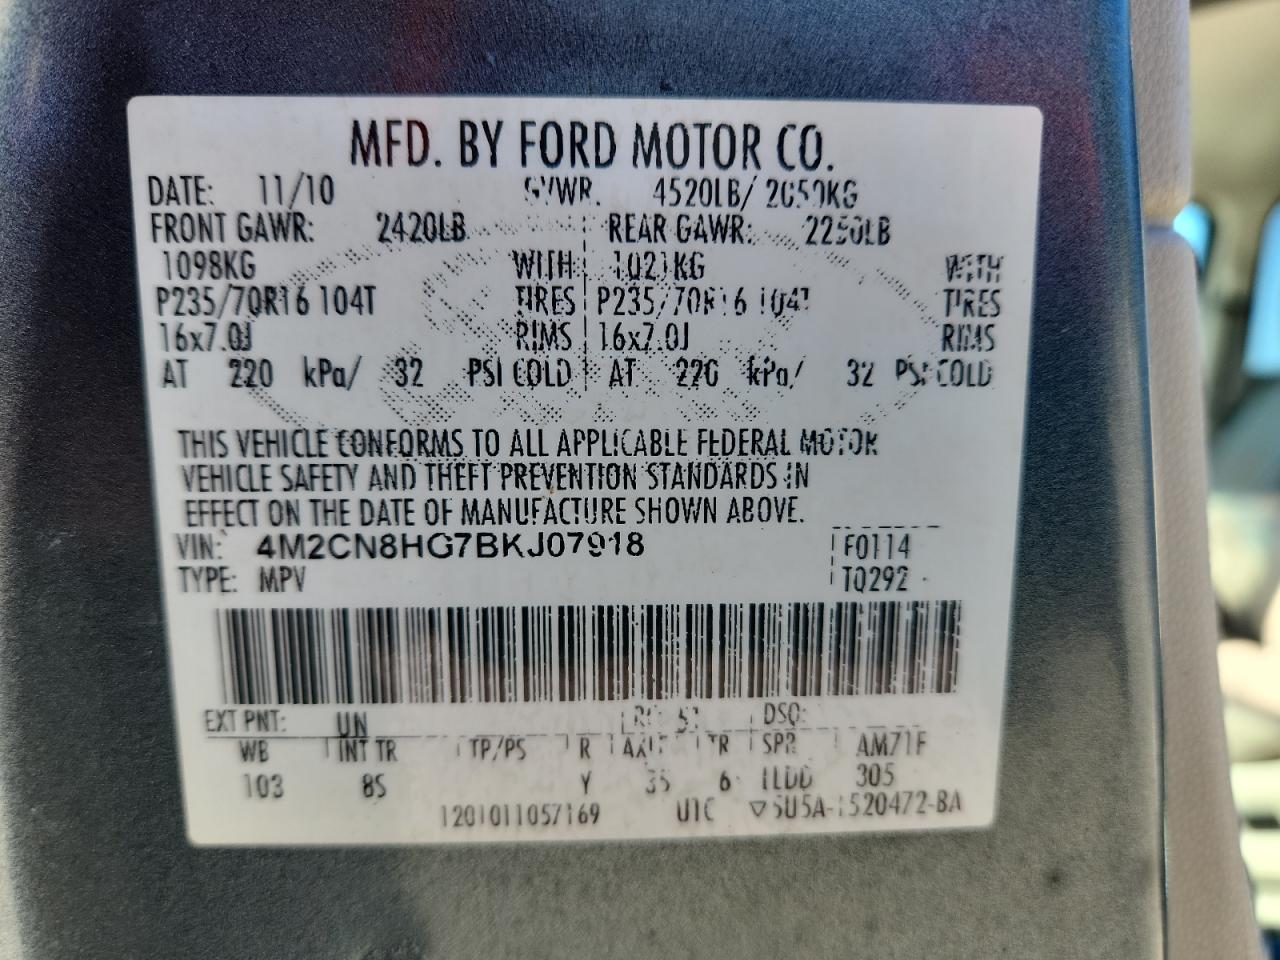 MFD. BY FORD MOTOR CO.
DATE: 11/10 GVWR. 4520LB/ 2050KG
FRONT GAWR: 2420LB REAR GAWR: 2250LB
1098KG WITH 1021KG WITH
P235/70R16 104T TIRES P235/70R16 104T TIRES
16x7.0J RIMS 16x7.0J RIMS
AT 220 kPa/ 32 PSI COLD AT 220 kPa/ 32 PSI COLD
THIS VEHICLE CONFORMS TO ALL APPLICABLE FEDERAL MOTOR
VEHICLE SAFETY AND THEFT PREVENTION STANDARDS IN
EFFECT ON THE DATE OF MANUFACTURE SHOWN ABOVE.
VIN: 4M2CN8HG7BKJ07918 F0114
TYPE: MPV T0292
EXT PNT: UN RC: 51 DSO:
WB INT TR TP/PS R AXLE TR SPR AM71F
103 8S Y 35 6 LLDD 305
1201011057169 UTC ▽5U5A-1520472-BA